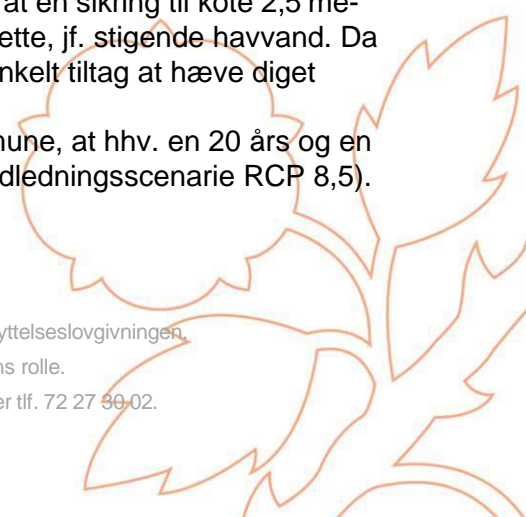 at en sikring til kote 2,5 me-
ette, jf. stigende havvand. Da
nkelt tiltag at hæve diget
nune, at hhv. en 20 års og en
dledningsscenarie RCP 8,5).
yttelseslovgivningen.
ns rolle.
er tlf. 72 27 30 02.